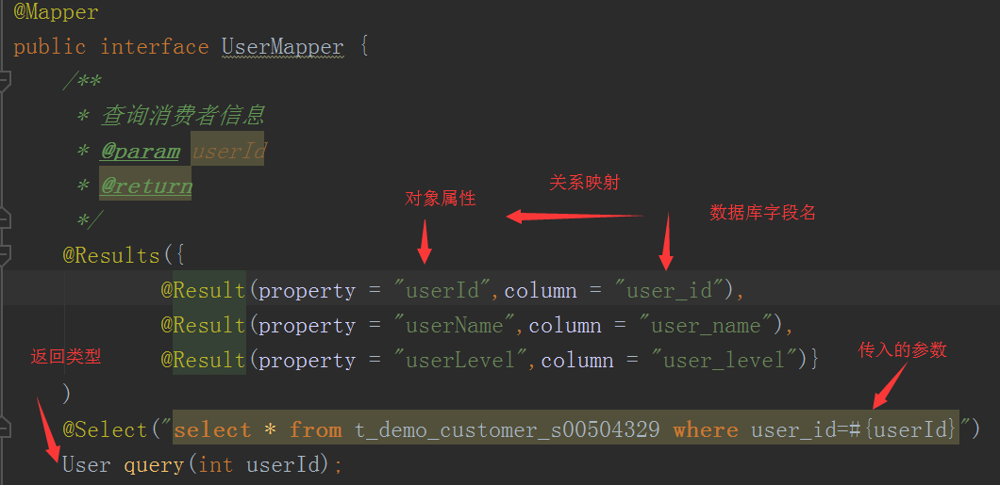 @Mapper
public interface UserMapper {
/**
* 查询消费者信息
* @param userId
* @return
*/
关系映射
对象属性
数据库字段名
@Results({
@Result(property = "userId",column = "user_id"),
@Result(property = "userName",column = "user_name"),
@Result(property = "userLevel",column = "user_level")}
返回类型
传入的参数
)
@Select("select * from t_demo_customer_s00504329 where user_id=#{userId}")
User query(int userId);